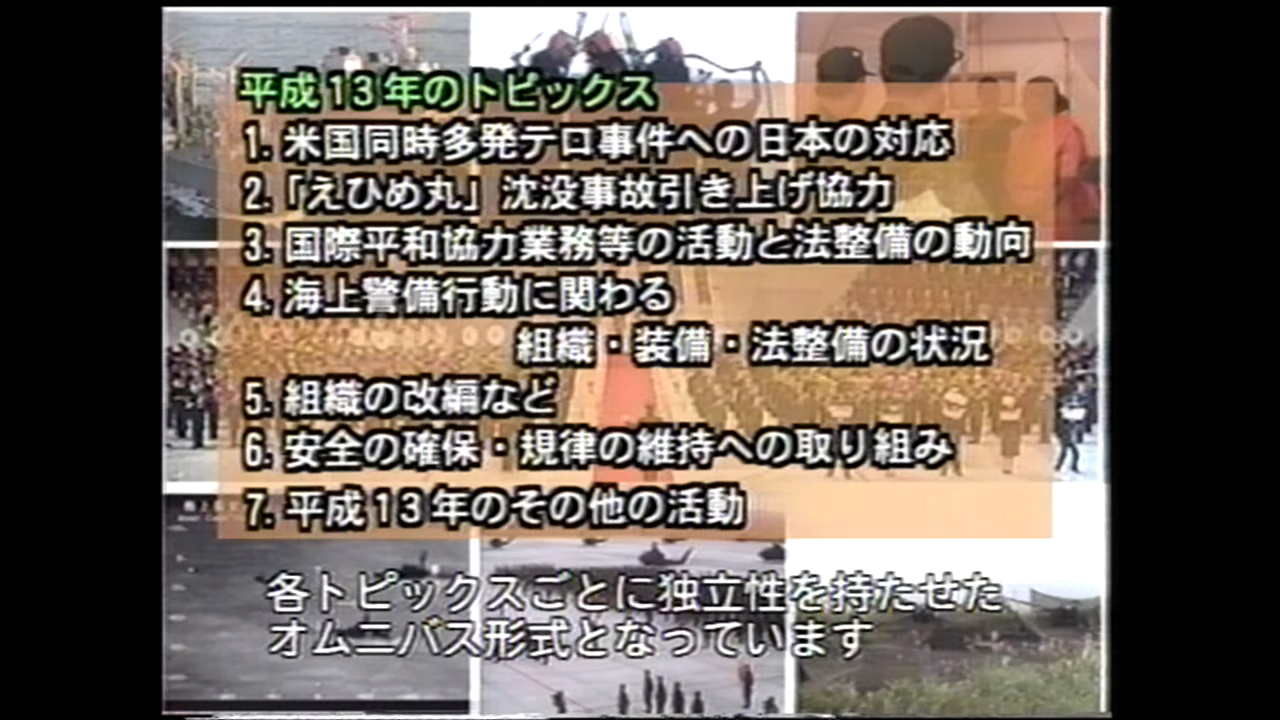 平成13年のトピックス
1. 米国同時多発テロ事件への日本の対応
2.「えひめ丸」沈没事故引き上げ協力
3. 国際平和協力業務等の活動と法整備の動向
4. 海上警備行動に関わる
組織・装備・法整備の状況
5. 組織の改編など
6. 安全の確保・規律の維持への取り組み
7. 平成13年のその他の活動
各トピックスごとに独立性を持たせた
オムニバス形式となっています